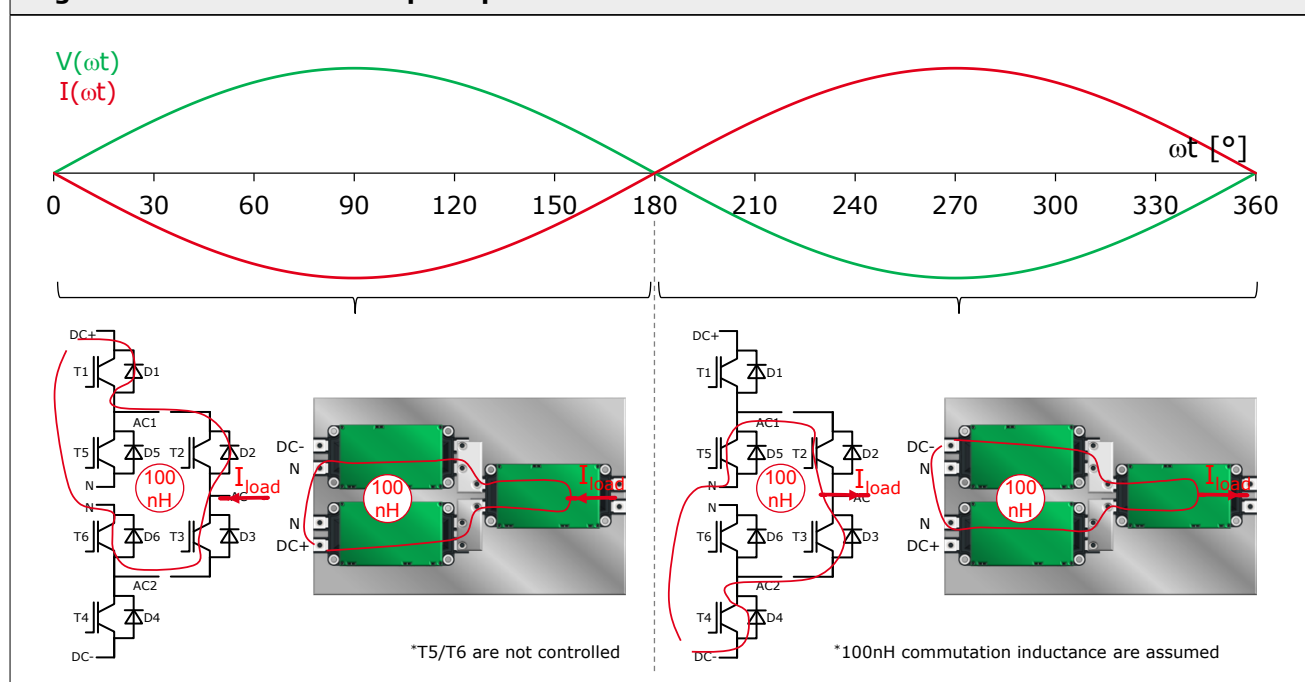 V(ωt)
I(ωt)
ωt [°]
0 30 60 90 120 150 180 210 240 270 300 330 360
DC+
T1
D1
AC1
T5
D5
T2
D2
N
100
nH
I load
AC
N
T6
D6
T3
D3
AC2
T4
D4
DC-
DC-
N
N
DC+
100
nH
I load
*T5/T6 are not controlled
DC+
T1
D1
AC1
T5
D5
T2
D2
N
100
nH
I load
AC
N
T6
D6
T3
D3
AC2
T4
D4
DC-
DC-
N
N
DC+
100
nH
I load
*100nH commutation inductance are assumed